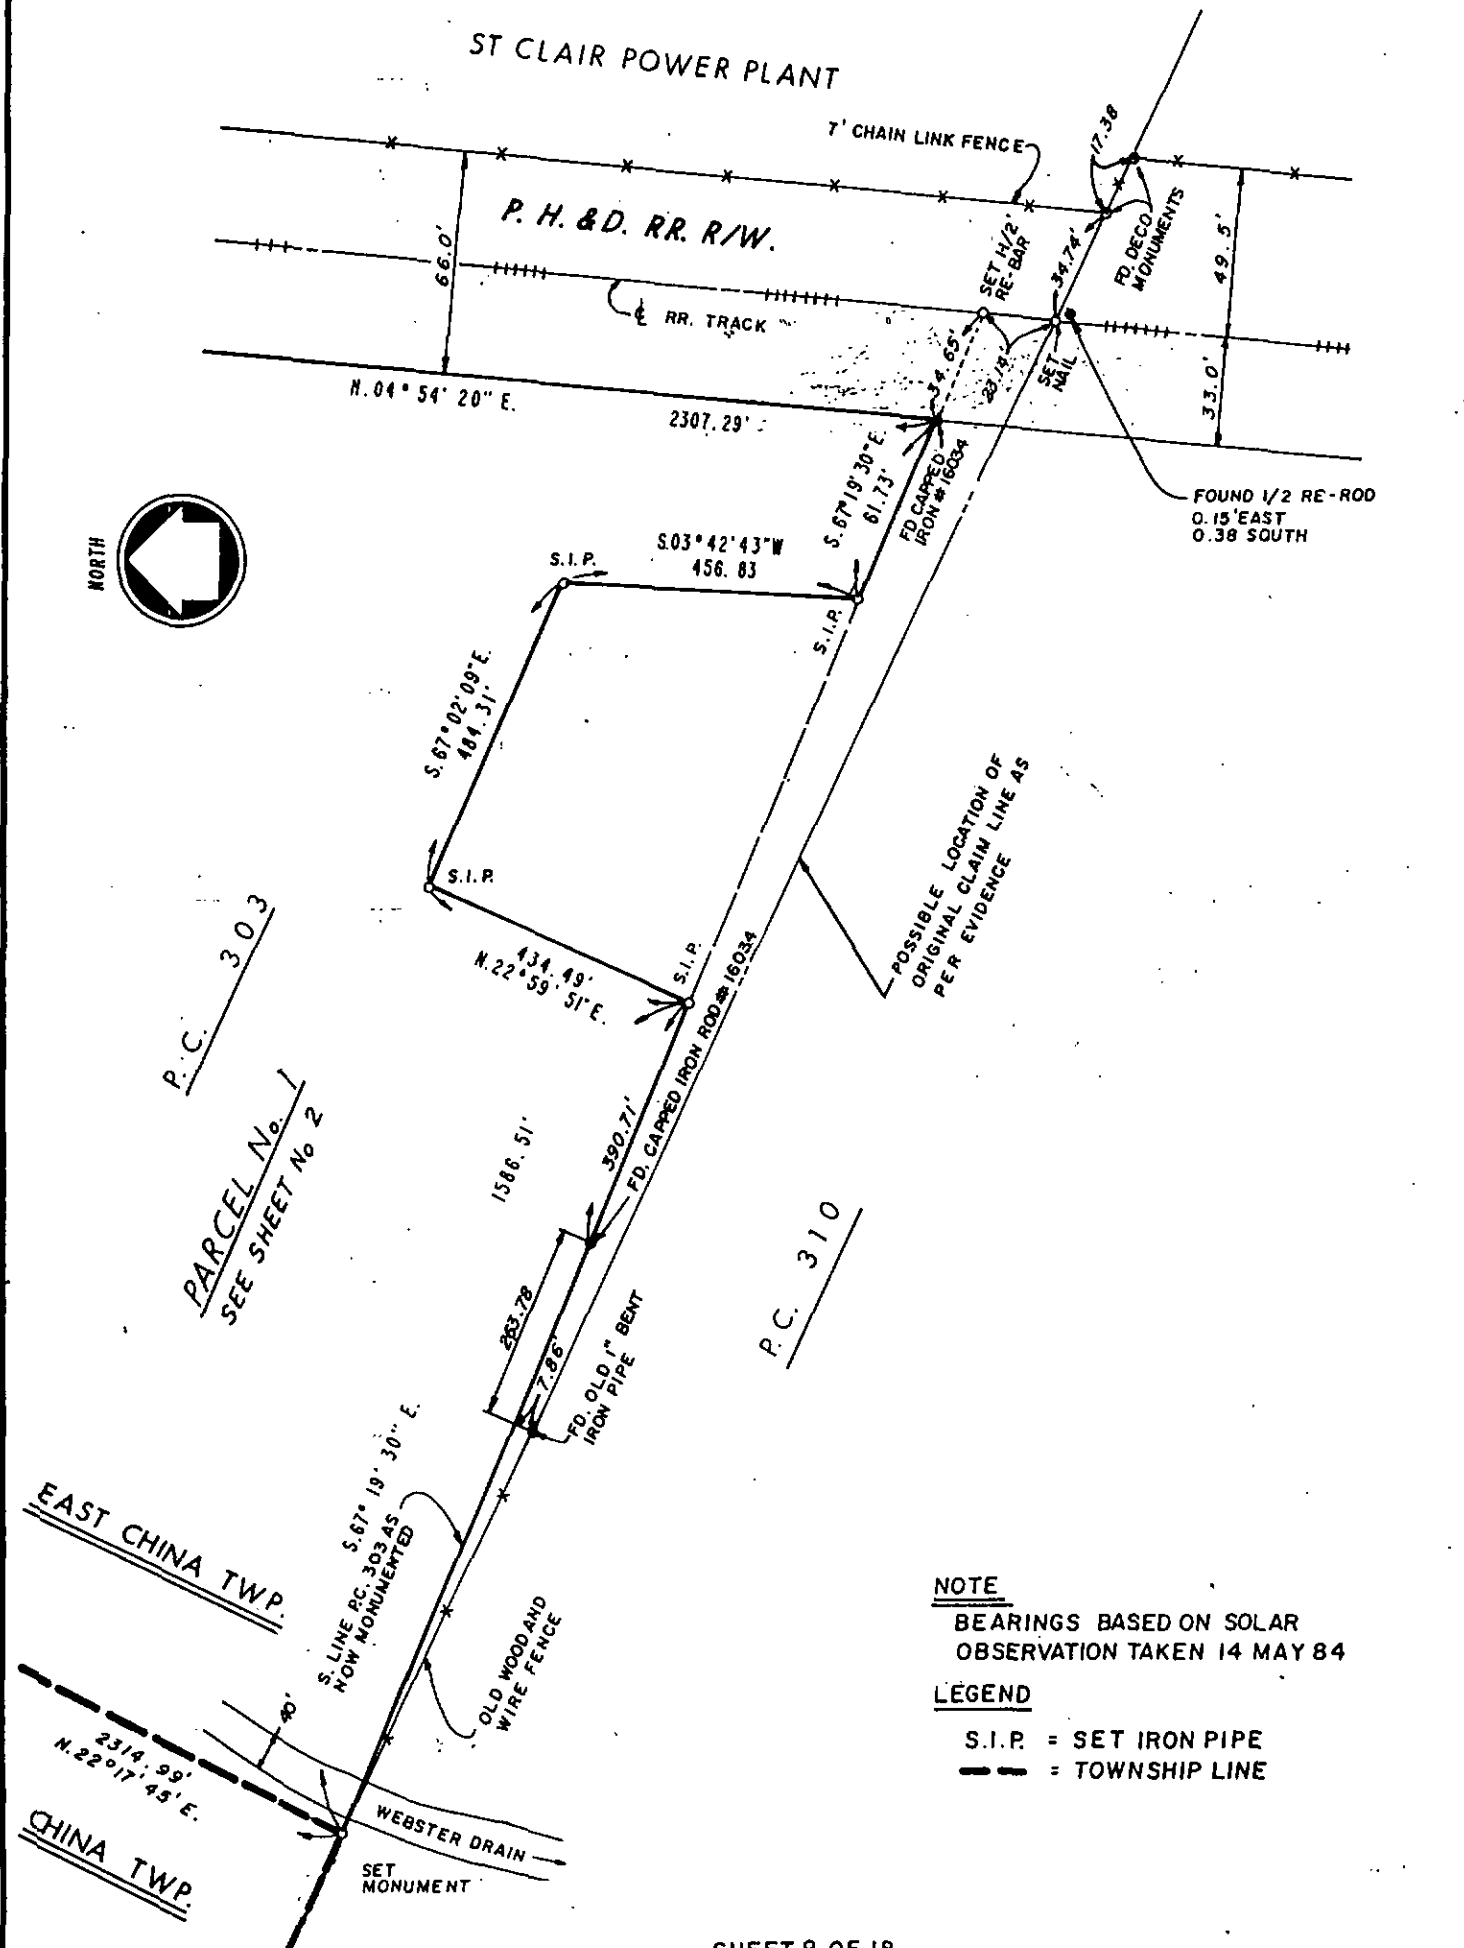 ST CLAIR POWER PLANT
7' CHAIN LINK FENCE
17.38
P. H. & D. RR. R/W.
66.0'
SET 1/2'
RE-BAR
34.74'
FD. DECO
MONUMENTS
49.5'
℄ RR. TRACK
34.65'
23.14'
SET
NAIL
33.0'
N.04° 54' 20" E.
2307.29'
S.67°19'30"E.
61.73'
FD CAPPED
IRON # 16034
FOUND 1/2 RE-ROD
0.15'EAST
0.38 SOUTH
NORTH
S.I.P.
S.03°42'43"W
456.83
S.I.P.
S.67°02'09"E.
484.31'
S.I.P.
POSSIBLE LOCATION OF
ORIGINAL CLAIM LINE AS
PER EVIDENCE
P.C. 303
434.49'
N.22°59'51"E.
S.I.P.
FD. CAPPED IRON ROD # 16034
390.71'
1586.51'
PARCEL No. 1
SEE SHEET No 2
P.C. 310
263.78
7.86'
FD. OLD 1" BENT
IRON PIPE
S.67° 19' 30" E.
S. LINE P.C. 303 AS
NOW MONUMENTED
EAST CHINA TWP.
OLD WOOD AND
WIRE FENCE
40'
2314.99'
N.22°17'45"E.
CHINA TWP.
WEBSTER DRAIN
SET
MONUMENT
NOTE
BEARINGS BASED ON SOLAR
OBSERVATION TAKEN 14 MAY 84
LEGEND
S.I.P. = SET IRON PIPE
= TOWNSHIP LINE